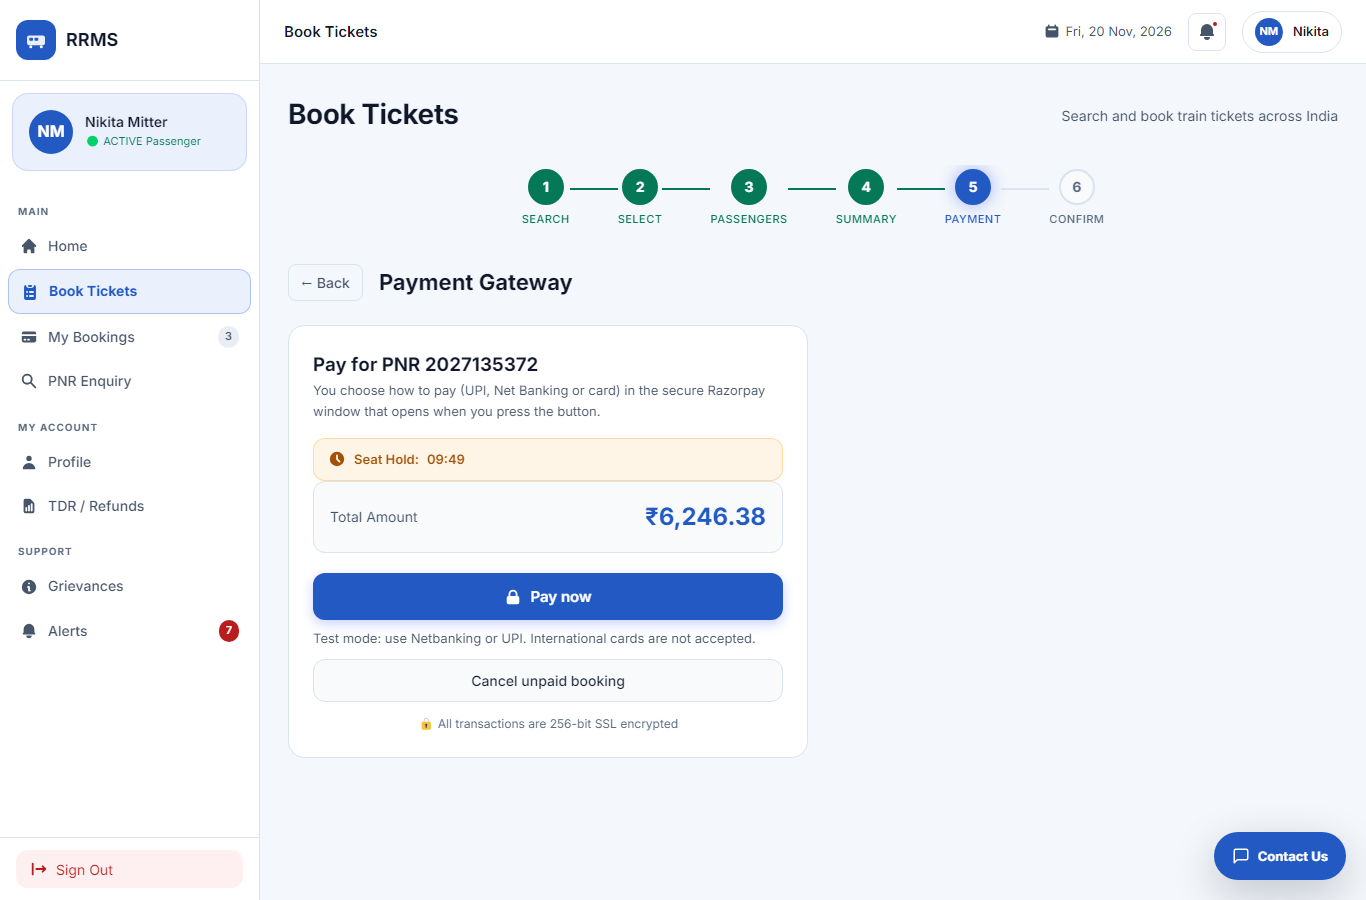 RRMS
NM
Nikita Mitter
ACTIVE Passenger
MAIN
Home
Book Tickets
My Bookings 3
PNR Enquiry
MY ACCOUNT
Profile
TDR / Refunds
SUPPORT
Grievances
Alerts 7
Sign Out
Book Tickets
Fri, 20 Nov, 2026
NM Nikita
Book Tickets
Search and book train tickets across India
1 2 3 4 5 6
SEARCH SELECT PASSENGERS SUMMARY PAYMENT CONFIRM
← Back
Payment Gateway
Pay for PNR 2027135372
You choose how to pay (UPI, Net Banking or card) in the secure Razorpay
window that opens when you press the button.
Seat Hold: 09:49
Total Amount ₹6,246.38
Pay now
Test mode: use Netbanking or UPI. International cards are not accepted.
Cancel unpaid booking
All transactions are 256-bit SSL encrypted
Contact Us